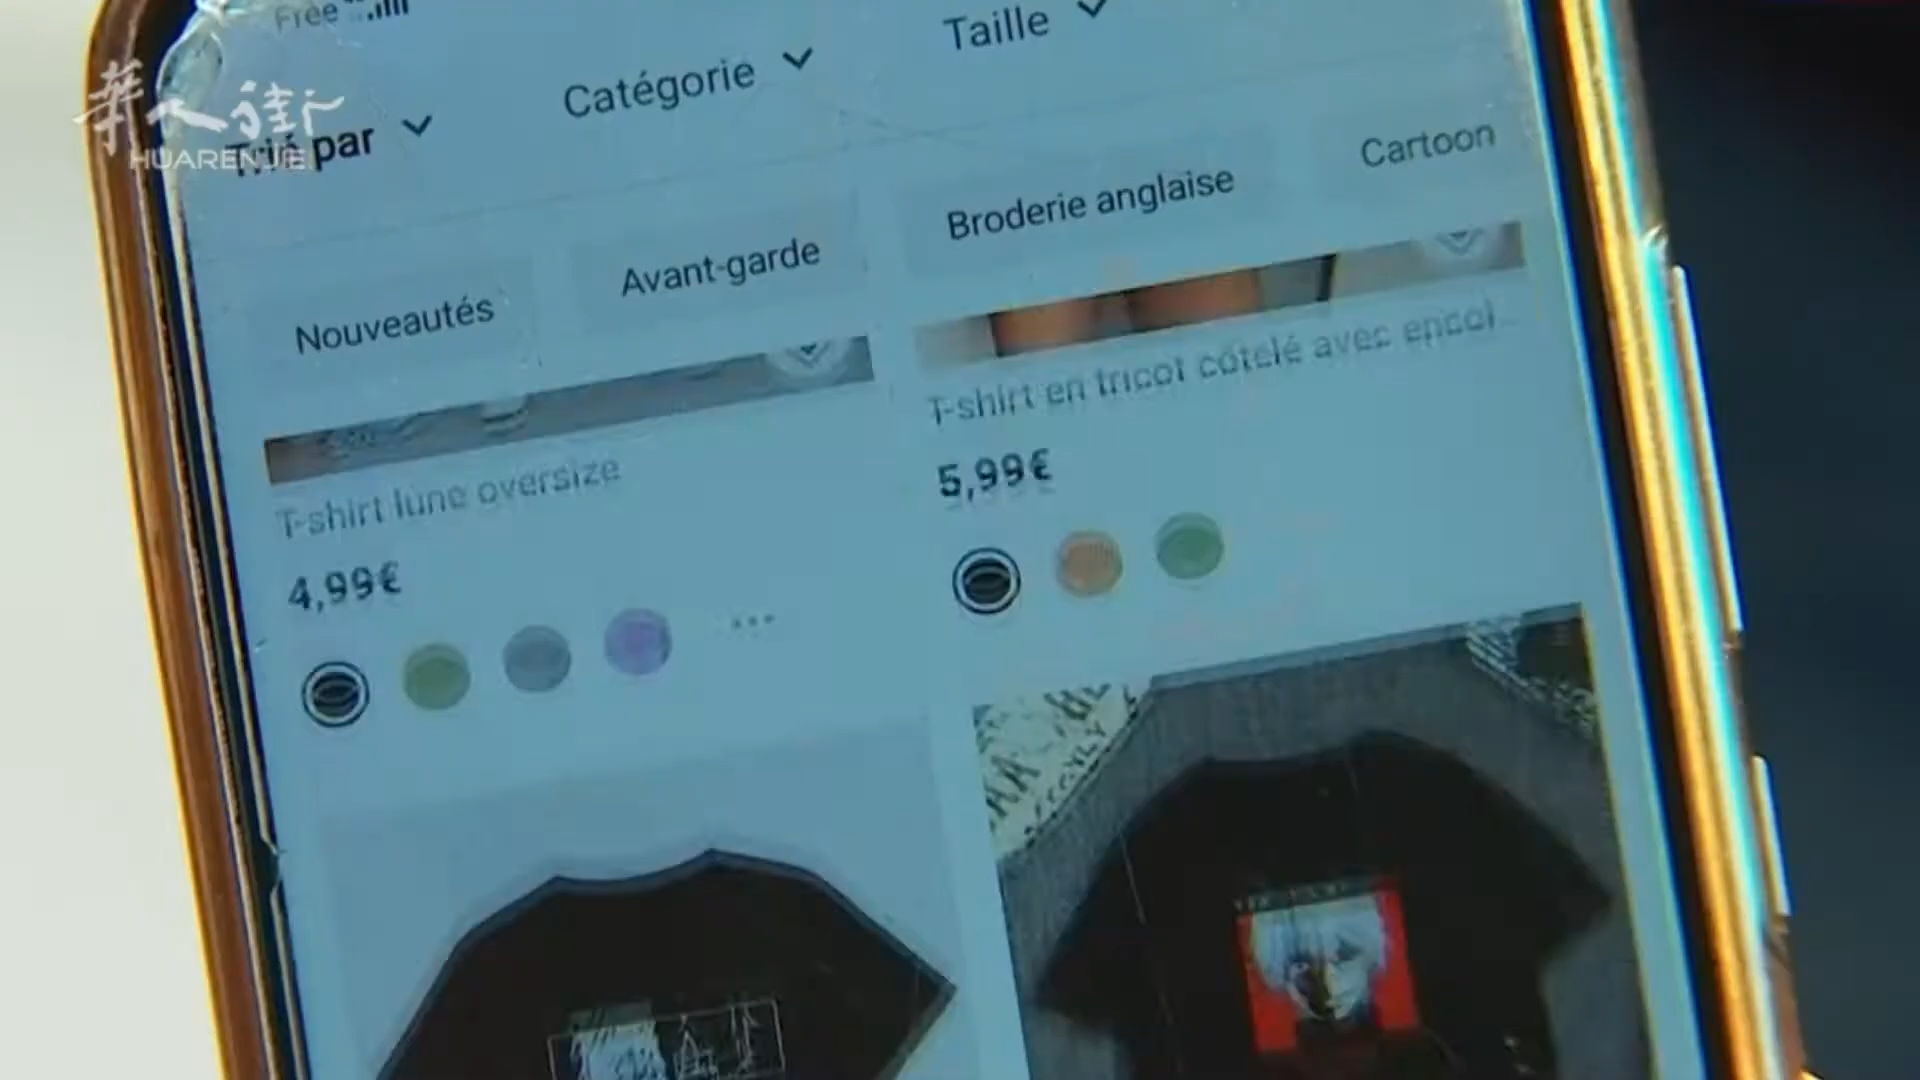 Free
華人街
HUARENJIE
Trié par
Catégorie
Taille
Nouveautés
Avant-garde
Broderie anglaise
Cartoon
T-shirt lune oversize
4,99€
...
T-shirt en tricot côtelé avec encol...
5,99€